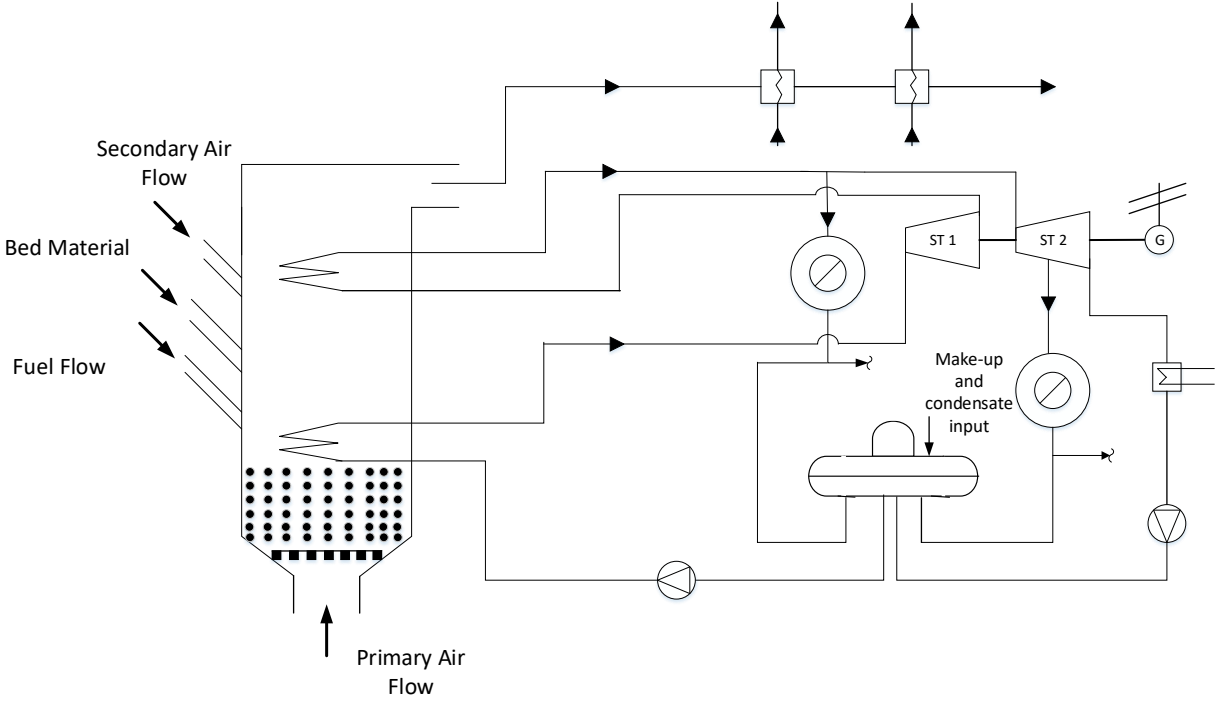 Secondary Air
Flow
Bed Material
Fuel Flow
ST 1
ST 2
G
Make-up
and
condensate
input
Primary Air
Flow